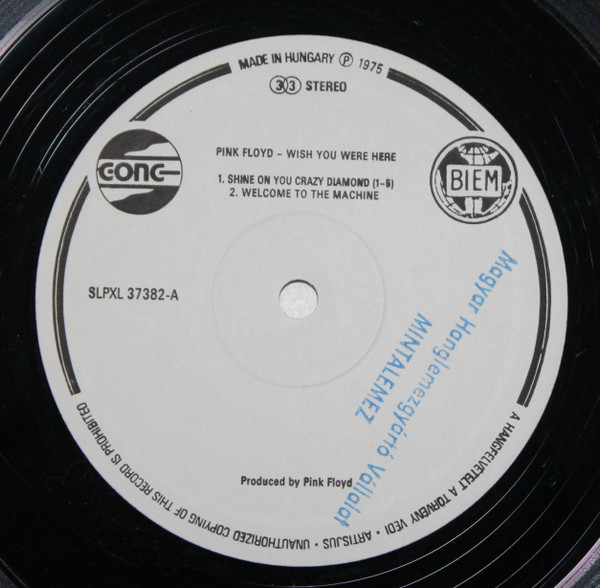 MADE IN HUNGARY Ⓟ 1975
33 STEREO
GONG
BIEM
PINK FLOYD – WISH YOU WERE HERE
1. SHINE ON YOU CRAZY DIAMOND (1–5)
2. WELCOME TO THE MACHINE
SLPXL 37382-A
Magyar Hanglemezgyártó Vállalat
MINTALEMEZ
Produced by Pink Floyd
A HANGFELVÉTELT A TÖRVÉNY VÉDI • ARTISJUS • UNAUTHORIZED COPYING OF THIS RECORD IS PROHIBITED